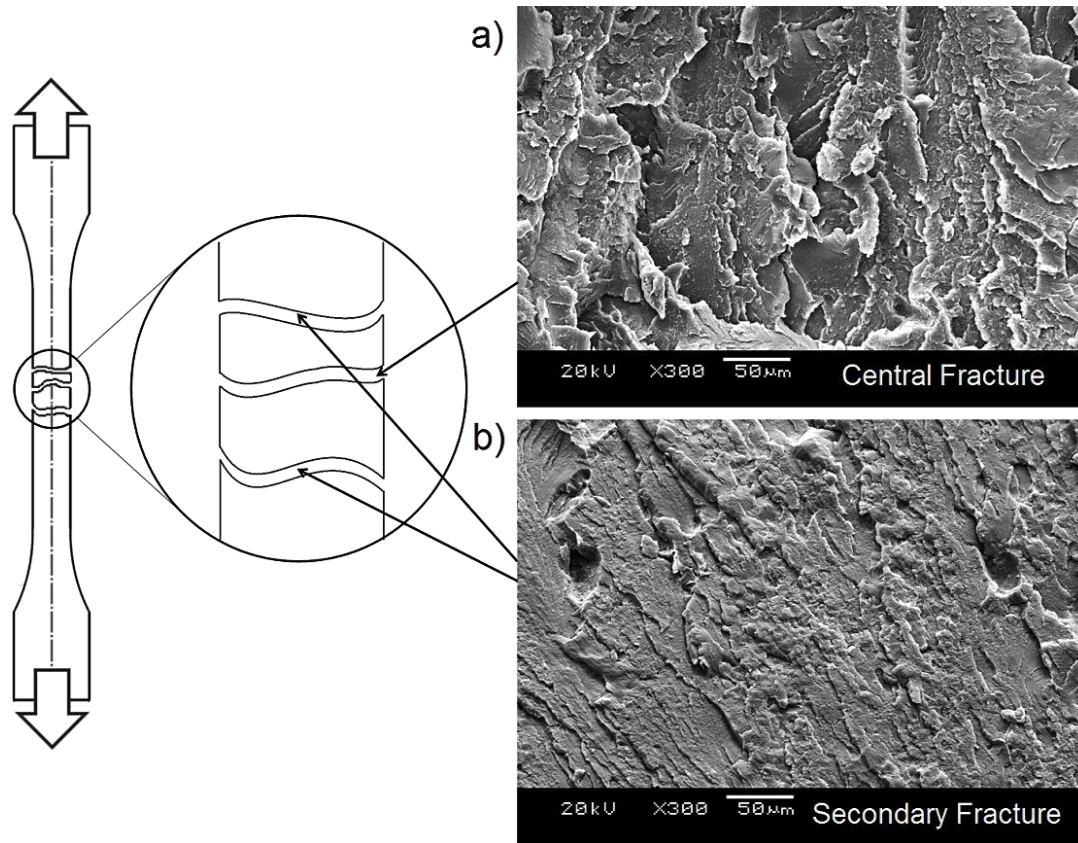 a)
20kV X300 50μm Central Fracture
b)
20kV X300 50μm Secondary Fracture